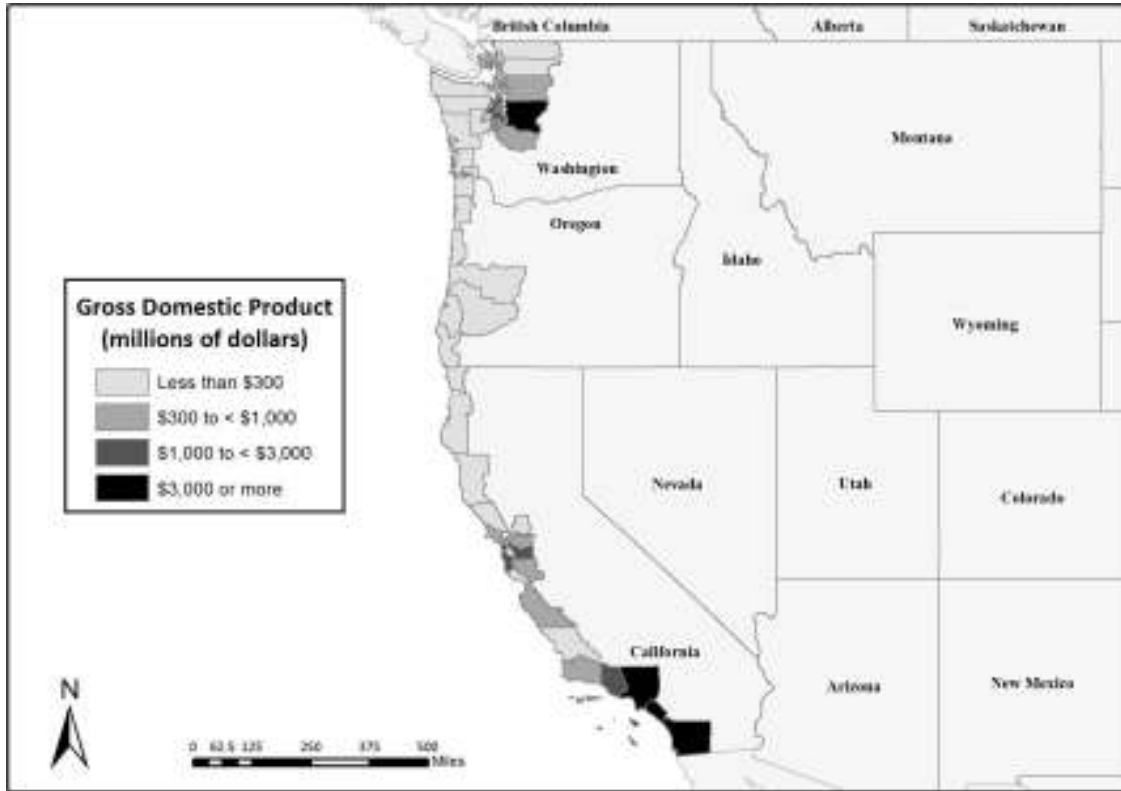 British Columbia
Alberta
Saskatchewan
Montana
Washington
Oregon
Idaho
Wyoming
Gross Domestic Product
(millions of dollars)
Less than $300
$300 to < $1,000
$1,000 to < $3,000
$3,000 or more
Nevada
Utah
Colorado
California
Arizona
New Mexico
N
0 62.5 125 250 375 500
Miles